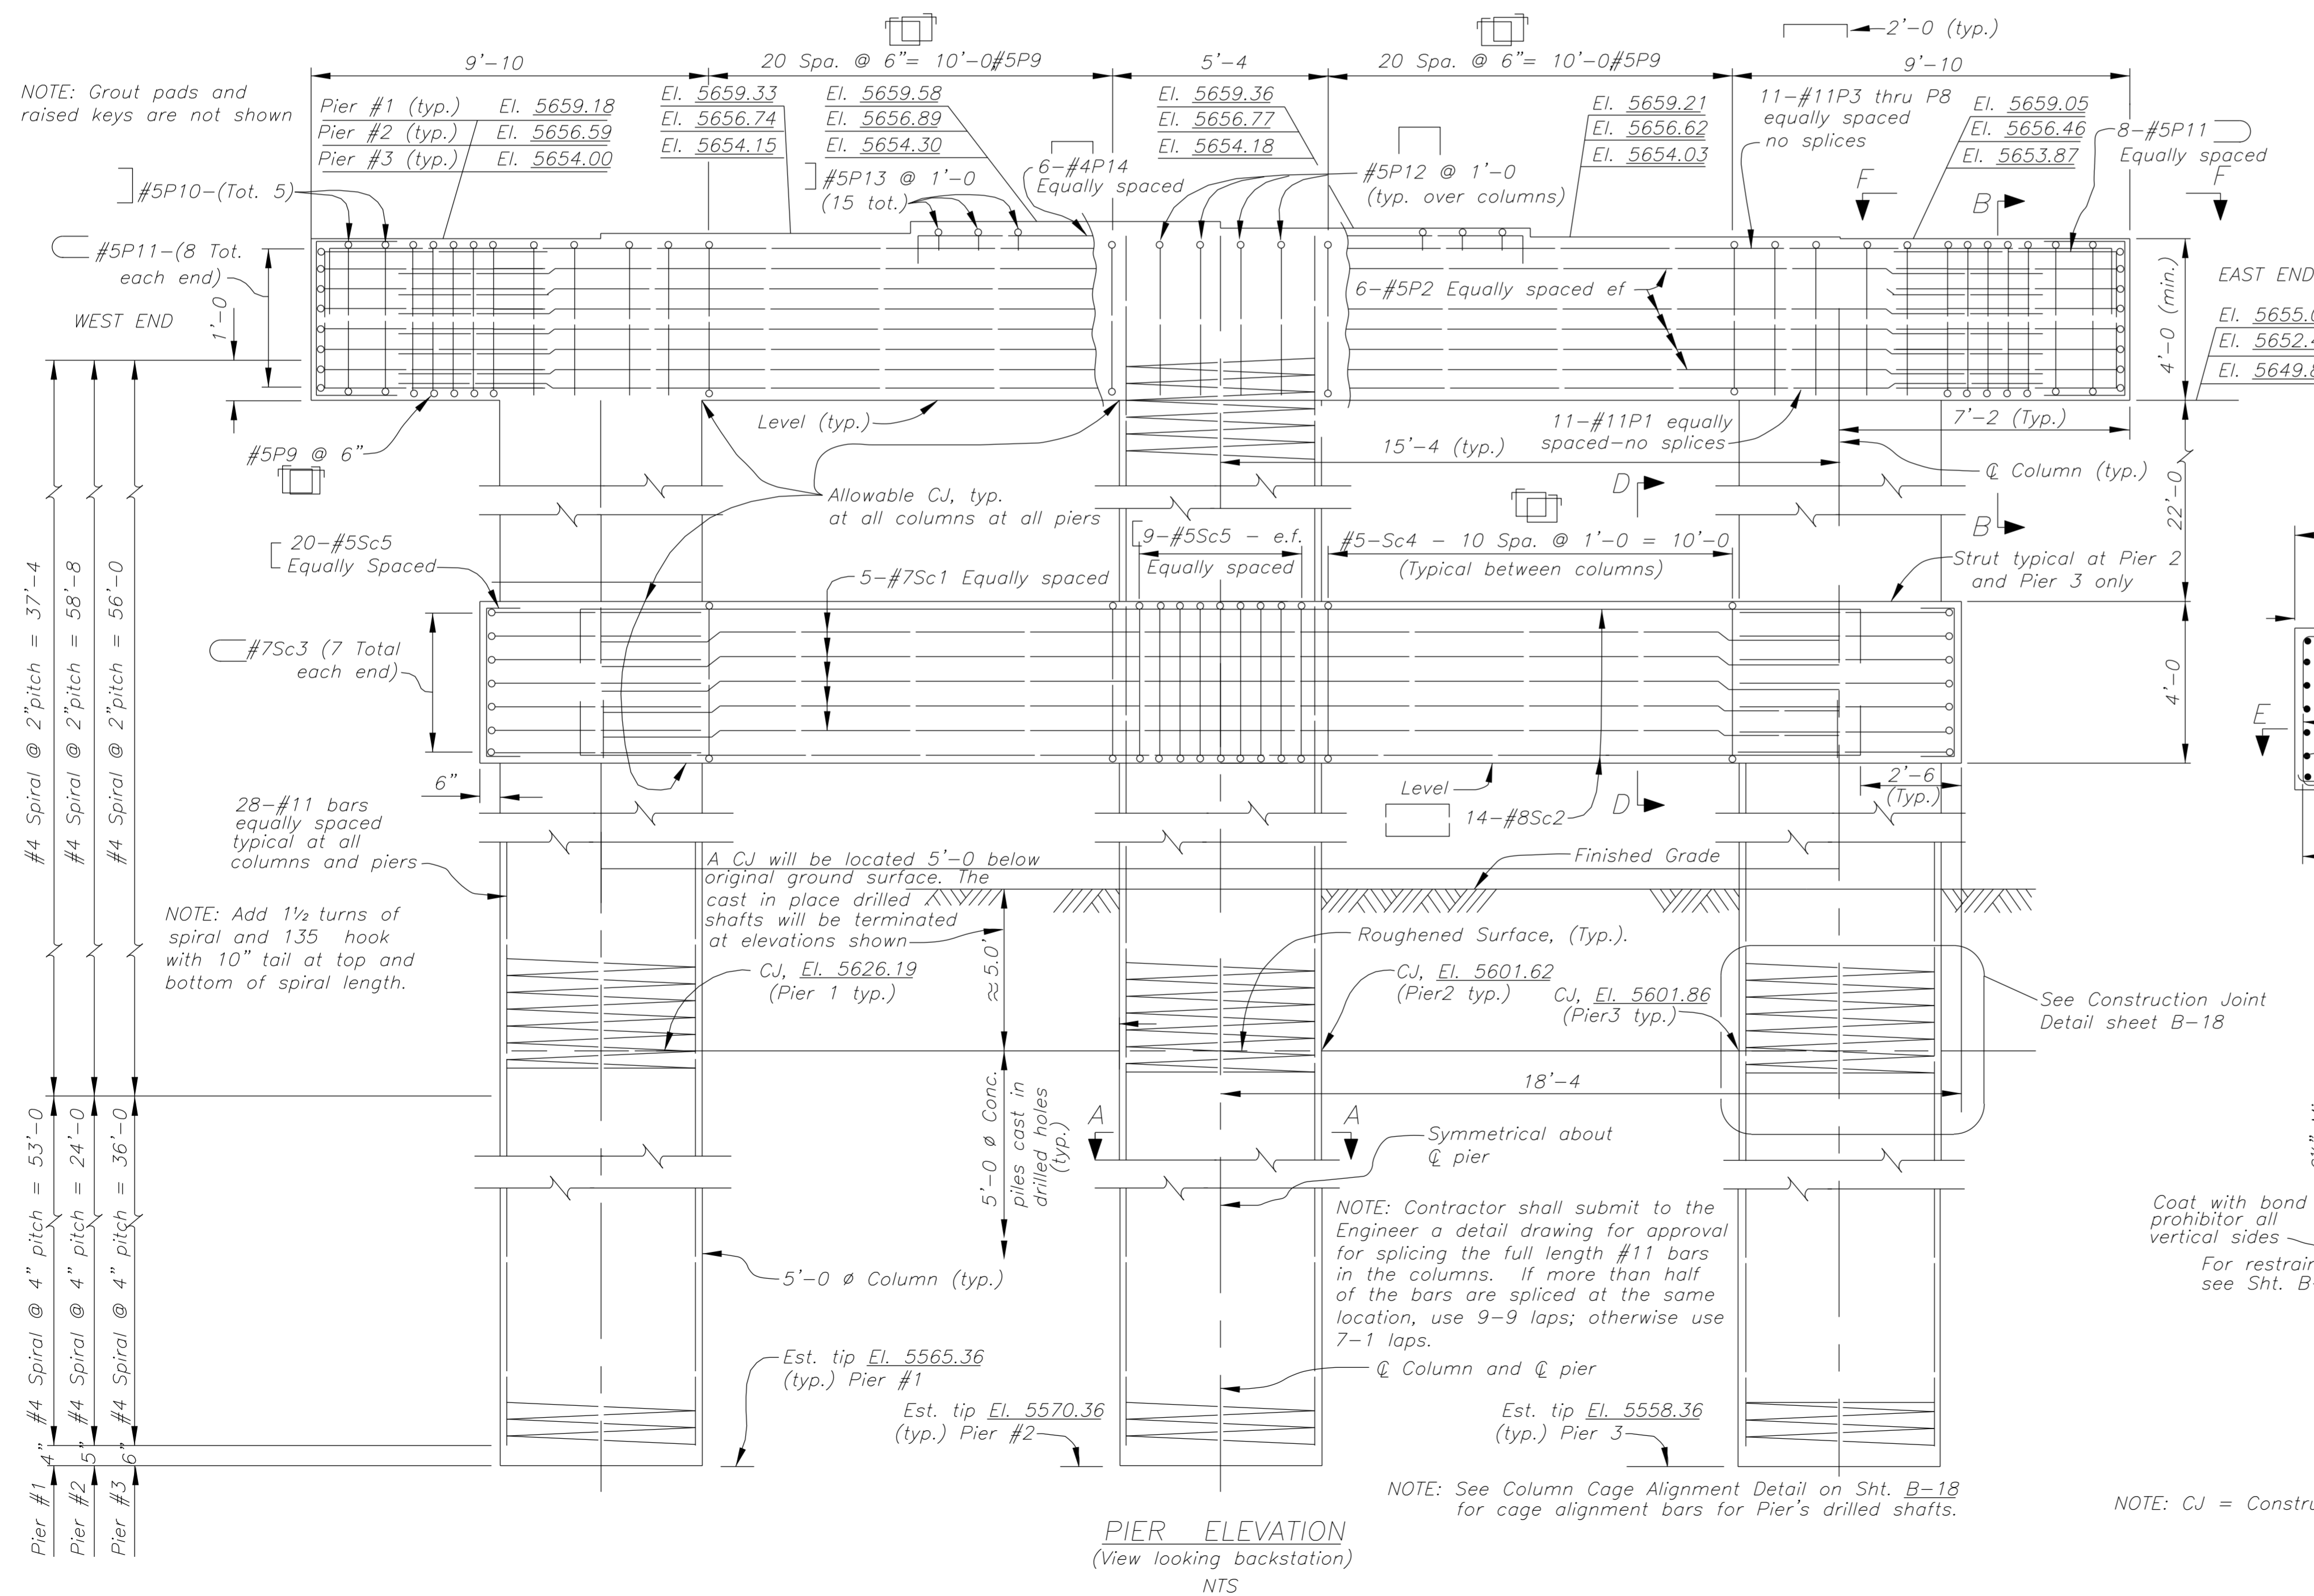 2'-0 (typ.)
9'-10
20 Spa. @ 6"= 10'-0
#5P9
5'-4
20 Spa. @ 6"= 10'-0
#5P9
9'-10
NOTE: Grout pads and
raised keys are not shown
Pier #1 (typ.) El. 5659.18
Pier #2 (typ.) El. 5656.59
Pier #3 (typ.) El. 5654.00
El. 5659.33
El. 5656.74
El. 5654.15
El. 5659.58
El. 5656.89
El. 5654.30
El. 5659.36
El. 5656.77
El. 5654.18
El. 5659.21
El. 5656.62
El. 5654.03
11-#11P3 thru P8
equally spaced
no splices
El. 5659.05
El. 5656.46
El. 5653.87
8-#5P11
Equally spaced
#5P10-(Tot. 5)
#5P13 @ 1'-0
(15 tot.)
6-#4P14
Equally spaced
#5P12 @ 1'-0
(typ. over columns)
F
F
B
#5P11-(8 Tot.
each end)
WEST END
1'-0
6-#5P2 Equally spaced ef
4'-0 (min.)
EAST END
El. 5655.
El. 5652.
El. 5649.
#5P9 @ 6"
Level (typ.)
11-#11P1 equally
spaced-no splices
7'-2 (Typ.)
15'-4 (typ.)
℄ Column (typ.)
Allowable CJ, typ.
at all columns at all piers
D
B
22'-0
20-#5Sc5
Equally Spaced
9-#5Sc5 - e.f.
Equally spaced
#5-Sc4 - 10 Spa. @ 1'-0 = 10'-0
(Typical between columns)
Strut typical at Pier 2
and Pier 3 only
5-#7Sc1 Equally spaced
#7Sc3 (7 Total
each end)
4'-0
E
#4 Spiral @ 2"pitch = 37'-4
#4 Spiral @ 2"pitch = 58'-8
#4 Spiral @ 2"pitch = 56'-0
6"
Level
14-#8Sc2
D
2'-6
(Typ.)
28-#11 bars
equally spaced
typical at all
columns and piers
A CJ will be located 5'-0 below
original ground surface. The
cast in place drilled
shafts will be terminated
at elevations shown
Finished Grade
NOTE: Add 1½ turns of
spiral and 135 hook
with 10" tail at top and
bottom of spiral length.
CJ, El. 5626.19
(Pier 1 typ.)
≈5.0'
Roughened Surface, (Typ.).
CJ, El. 5601.62
(Pier2 typ.)
CJ, El. 5601.86
(Pier3 typ.)
See Construction Joint
Detail sheet B-18
18'-4
5'-0 ø Conc.
piles cast in
drilled holes
(typ.)
A
A
Symmetrical about
℄ pier
NOTE: Contractor shall submit to the
Engineer a detail drawing for approval
for splicing the full length #11 bars
in the columns. If more than half
of the bars are spliced at the same
location, use 9-9 laps; otherwise use
7-1 laps.
Coat with bond
prohibitor all
vertical sides
For restrain
see Sht. B-
5'-0 ø Column (typ.)
#4 Spiral @ 4" pitch = 53'-0
#4 Spiral @ 4" pitch = 24'-0
#4 Spiral @ 4" pitch = 36'-0
Est. tip El. 5565.36
(typ.) Pier #1
℄ Column and ℄ pier
Est. tip El. 5570.36
(typ.) Pier #2
Est. tip El. 5558.36
(typ.) Pier 3
Pier #1 4"
Pier #2 5"
Pier #3 6"
NOTE: See Column Cage Alignment Detail on Sht. B-18
for cage alignment bars for Pier's drilled shafts.
NOTE: CJ = Constru
PIER ELEVATION
(View looking backstation)
NTS